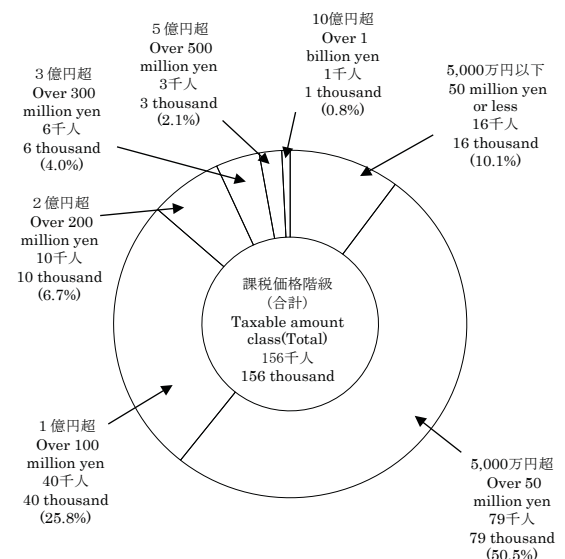 10億円超
Over 1
billion yen
1千人
1 thousand
(0.8%)
5,000万円以下
50 million yen
or less
16千人
16 thousand
(10.1%)
5,000万円超
Over 50
million yen
79千人
79 thousand
(50.5%)
1億円超
Over 100
million yen
40千人
40 thousand
(25.8%)
2億円超
Over 200
million yen
10千人
10 thousand
(6.7%)
3億円超
Over 300
million yen
6千人
6 thousand
(4.0%)
5億円超
Over 500
million yen
3千人
3 thousand
(2.1%)
課税価格階級
(合計)
Taxable amount
class(Total)
156千人
156 thousand